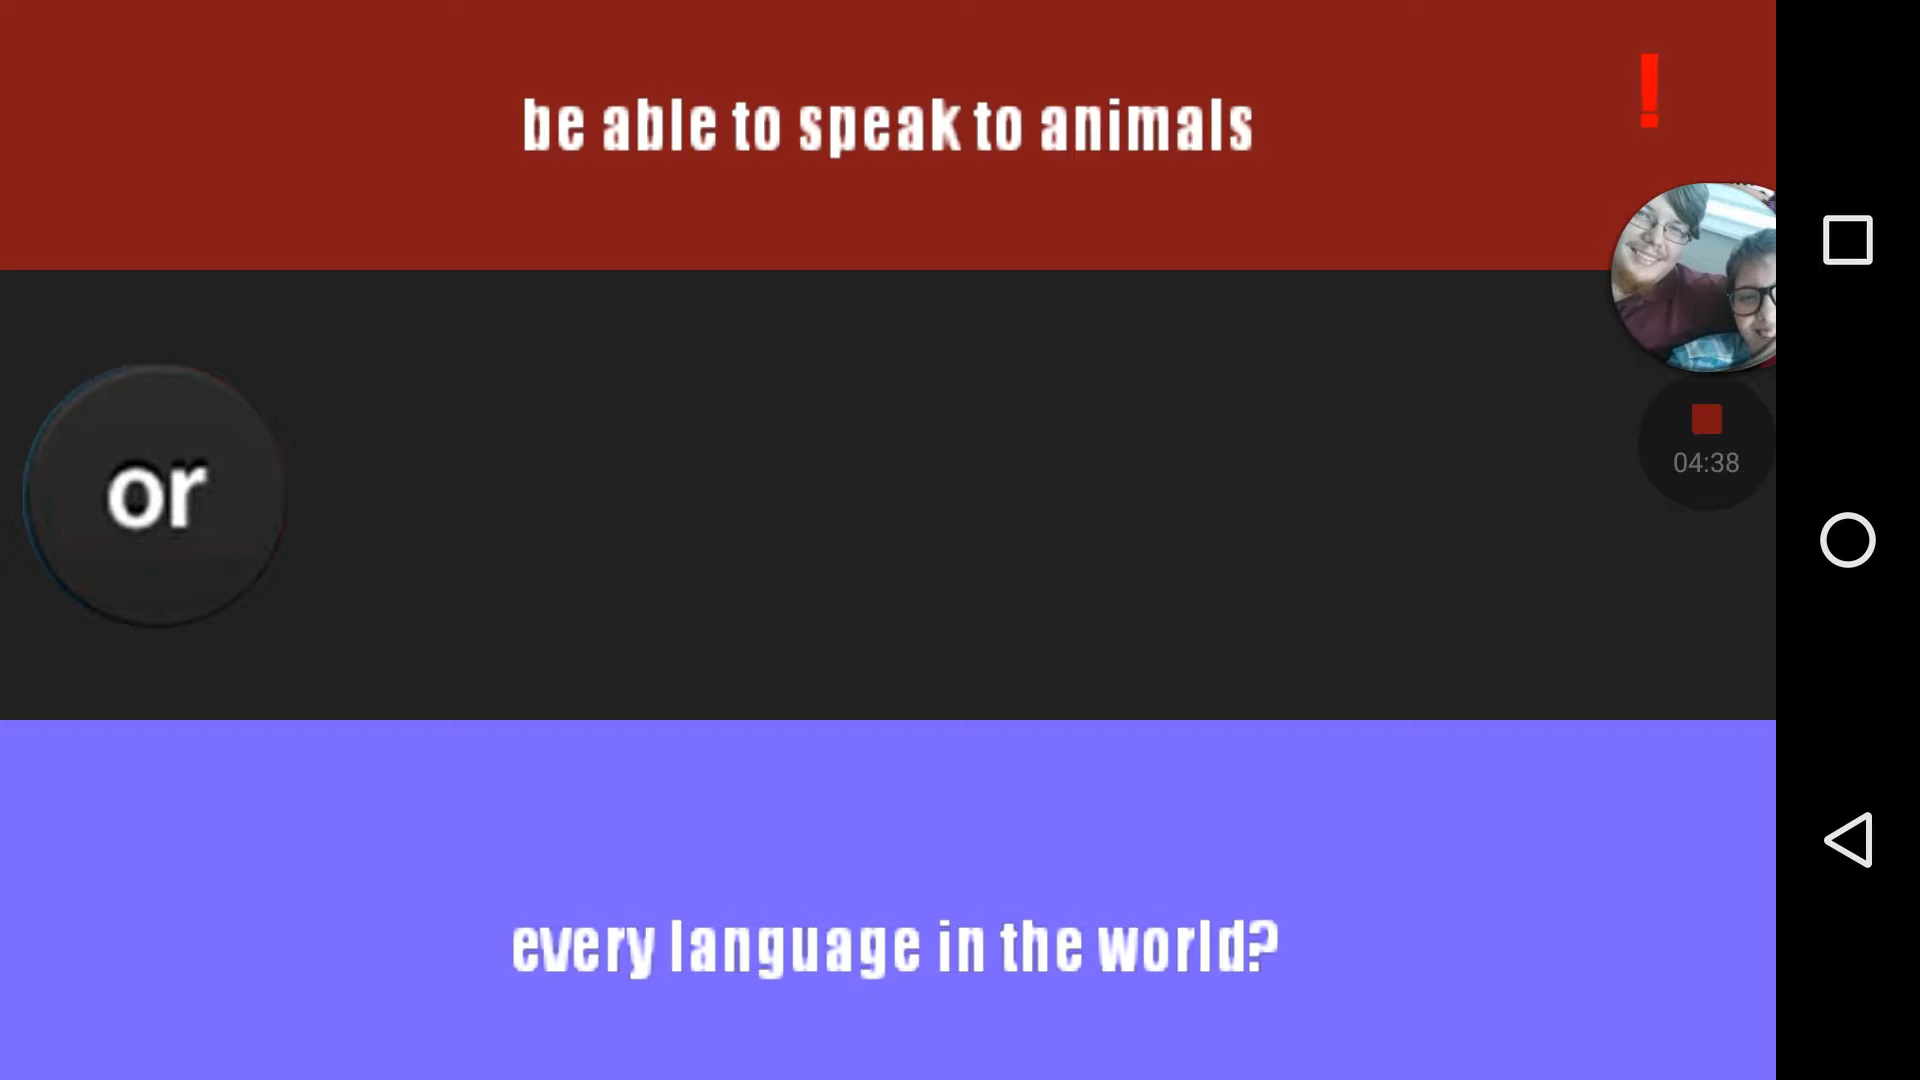 be able to speak to animals
!
or
04:38
every language in the world?